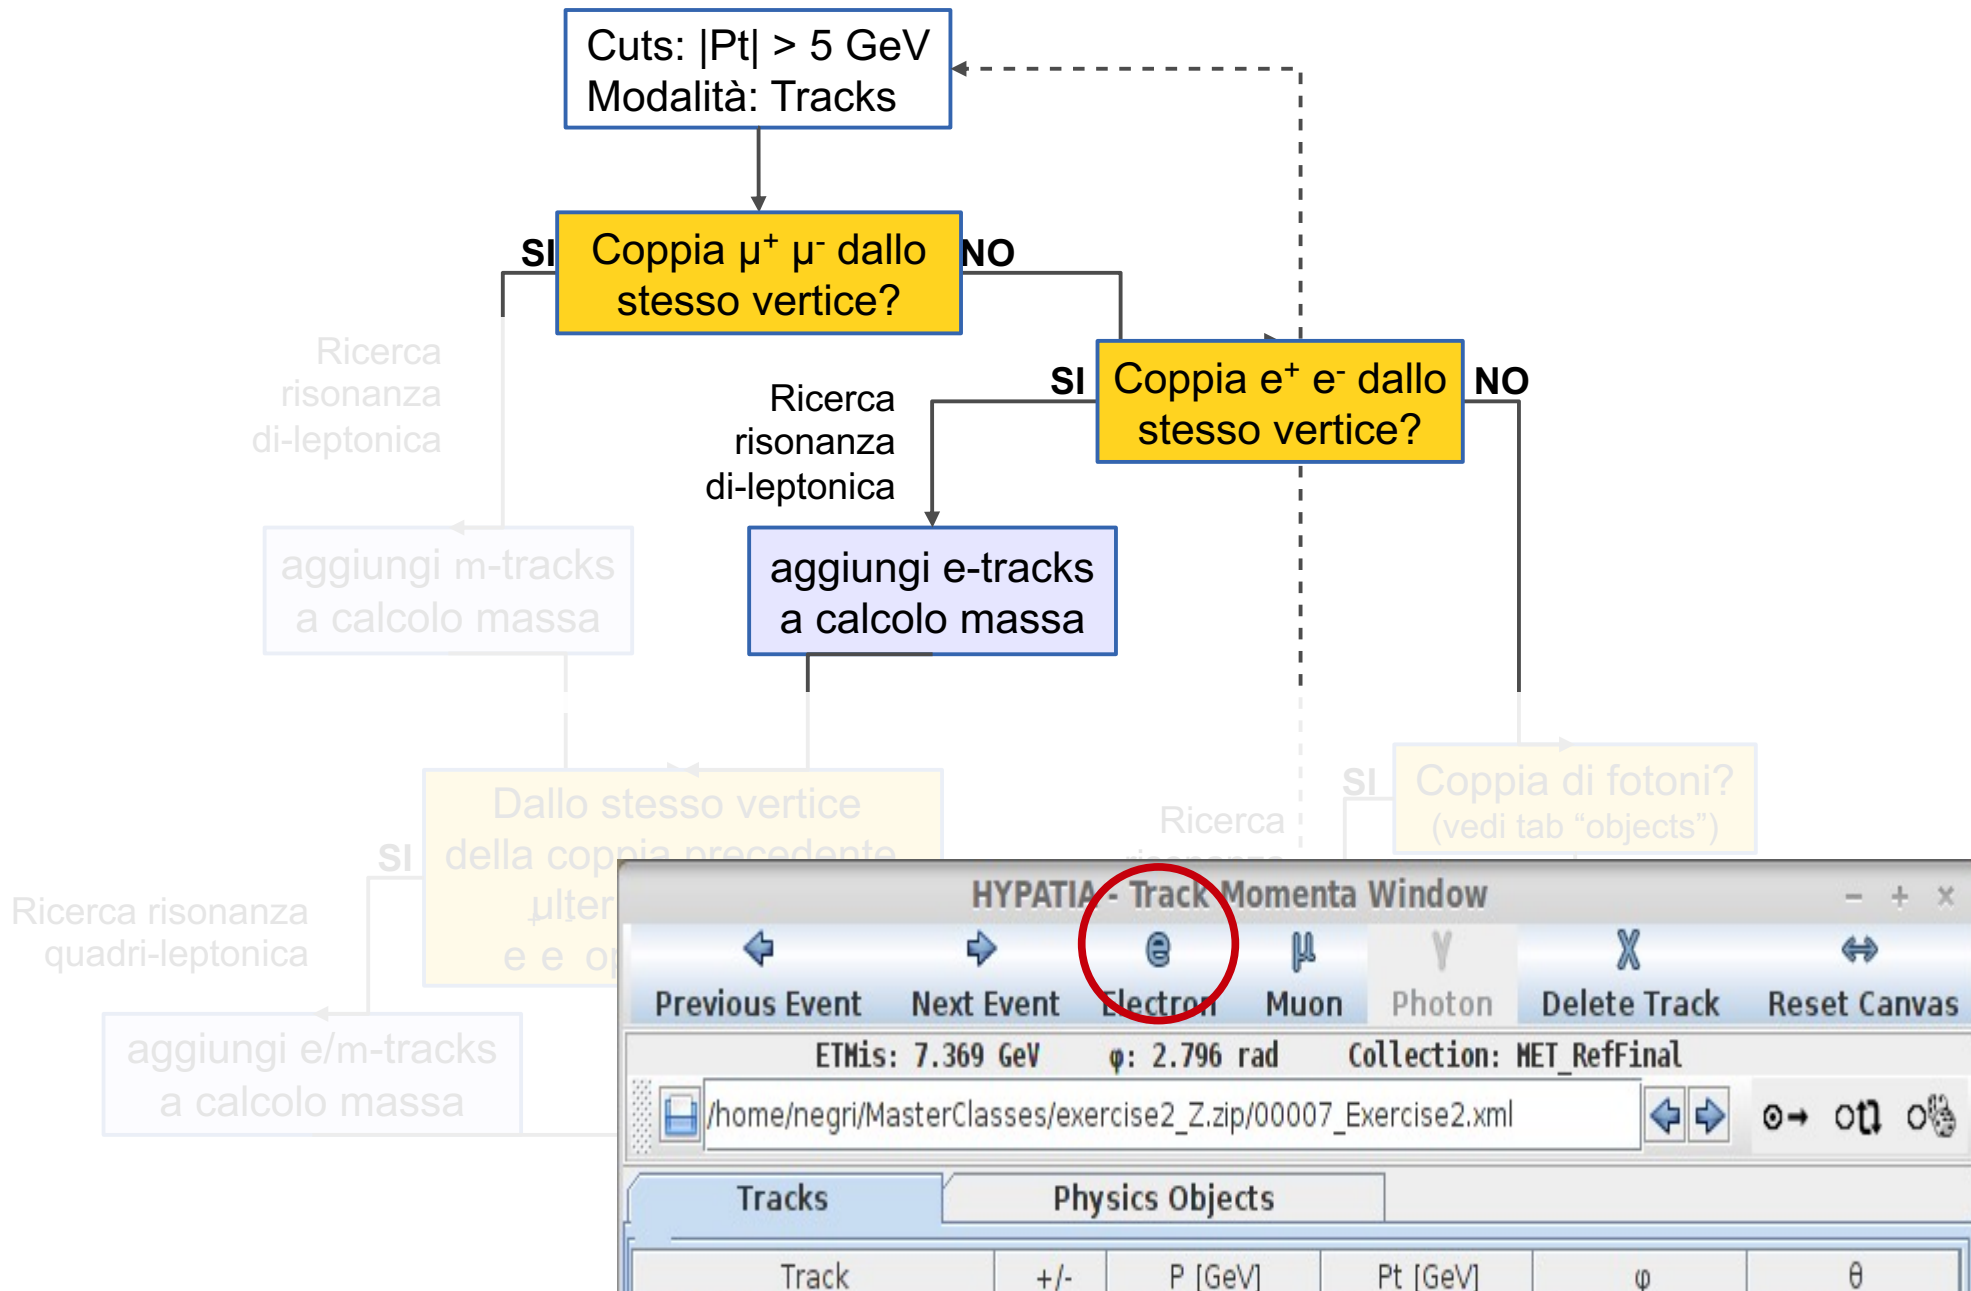 Cuts: |Pt| > 5 GeV
Modalità: Tracks
SI
Coppia μ⁺ μ⁻ dallo
stesso vertice?
NO
Ricerca
risonanza
di-leptonica
SI
Coppia e⁺ e⁻ dallo
stesso vertice?
NO
Ricerca
risonanza
di-leptonica
aggiungi m-tracks
a calcolo massa
aggiungi e-tracks
a calcolo massa
Dallo stesso vertice
della coppia precedente
SI
Ricerca
SI
Coppia di fotoni?
(vedi tab “objects”)
Ricerca risonanza
quadri-leptonica
e e
aggiungi e/m-tracks
a calcolo massa
HYPATIA - Track Momenta Window
e μ γ X
Previous Event Next Event Electron Muon Photon Delete Track Reset Canvas
ETMis: 7.369 GeV φ: 2.796 rad Collection: MET_RefFinal
/home/negri/MasterClasses/exercise2_Z.zip/00007_Exercise2.xml
Tracks Physics Objects
Track +/- P [GeV] Pt [GeV] φ θ